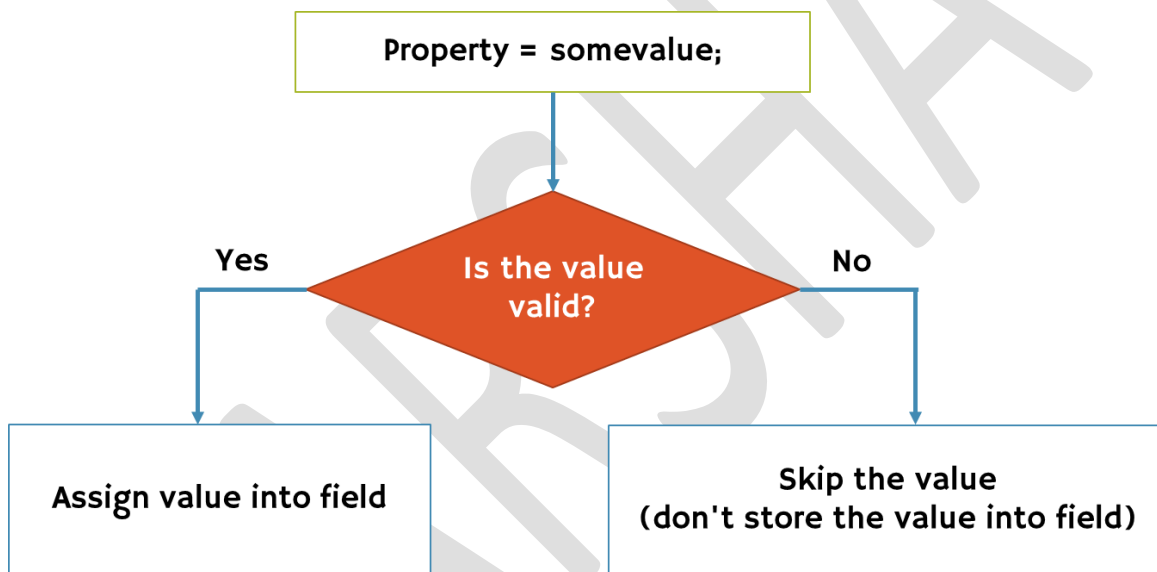 Property = somevalue;
Is the value
valid?
Yes
No
Assign value into field
Skip the value
(don't store the value into field)